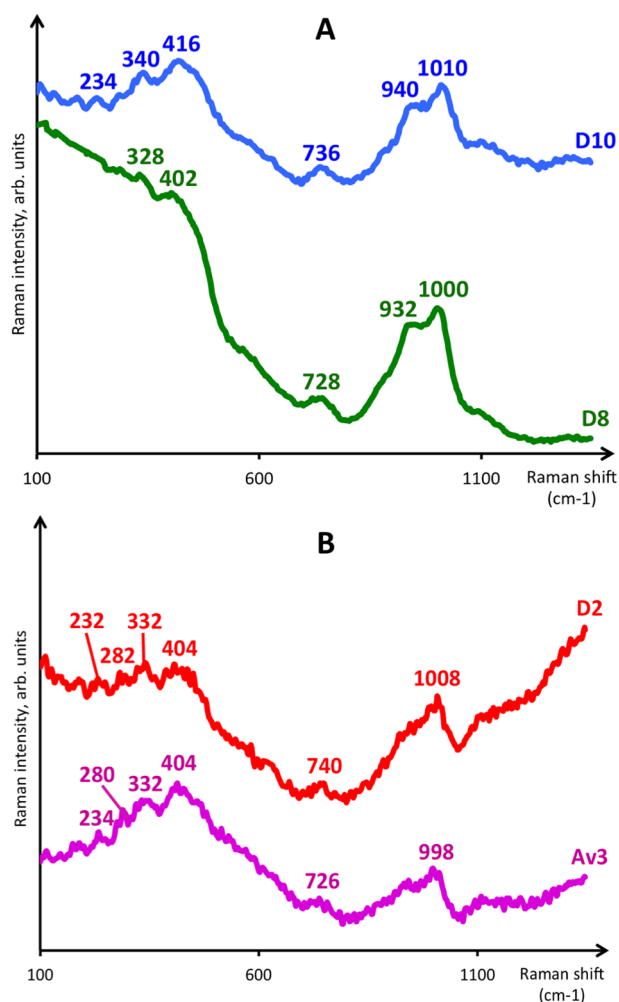 A
416
340
1010
234
940
736
D10
328
402
1000
932
728
D8
Raman intensity, arb. units
100
600
1100
Raman shift
(cm-1)
B
D2
232
332
282
404
1008
740
404
280
332
234
998
726
Av3
Raman intensity, arb. units
100
600
1100
Raman shift
(cm-1)